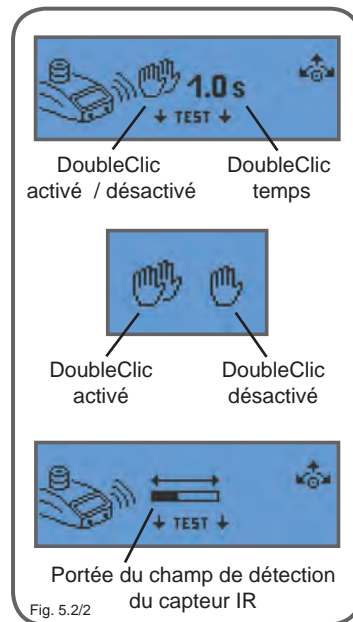 1.0 s
↓ TEST ↓
DoubleClic
activé / désactivé
DoubleClic
temps
DoubleClic
activé
DoubleClic
désactivé
↓ TEST ↓
Portée du champ de détection
du capteur IR
Fig. 5.2/2